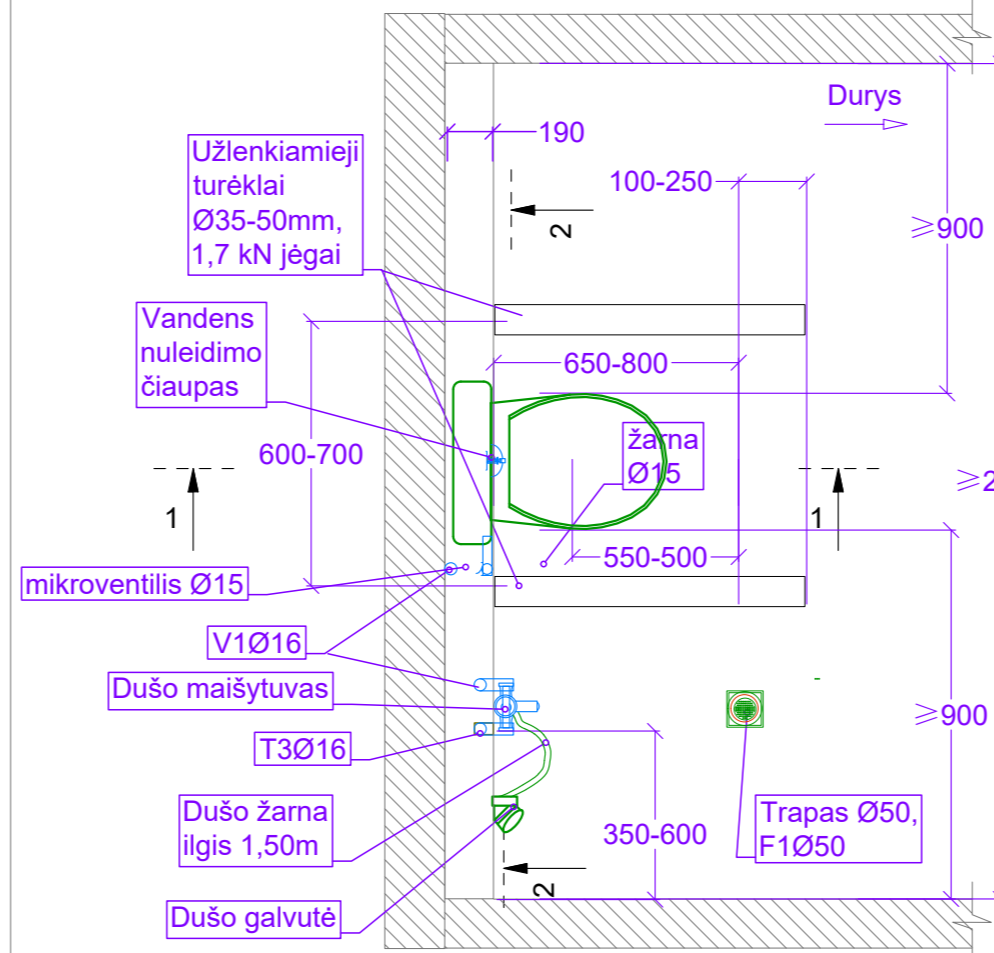 Durys
190
Užlenkiamieji
turėklai
Ø35-50mm,
1,7 kN jėgai
100-250
2
≥900
Vandens
nuleidimo
čiaupas
650-800
600-700
žarna
Ø15
≥2
1
1
550-500
mikroventilis Ø15
V1Ø16
Dušo maišytuvas
≥900
T3Ø16
Dušo žarna
ilgis 1,50m
350-600
Trapas Ø50,
F1Ø50
2
Dušo galvutė